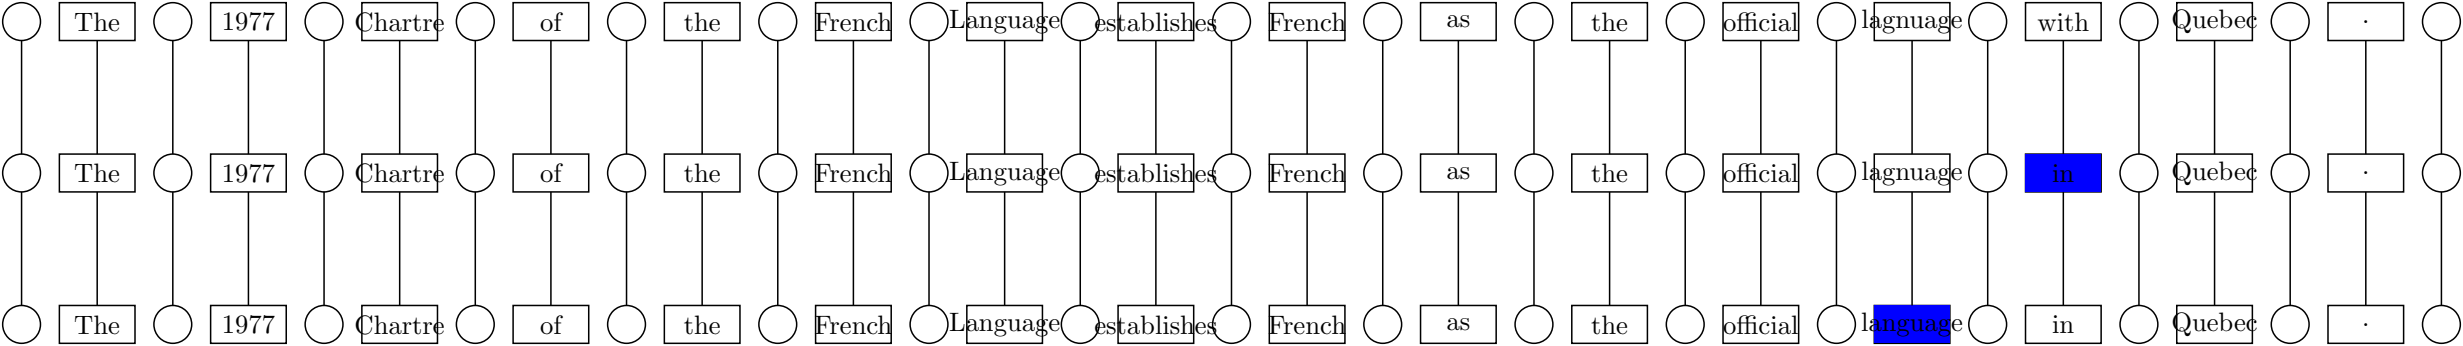 The 1977 Chartre of the French Language establishes French as the official lagnuage with Quebec .
The 1977 Chartre of the French Language establishes French as the official lagnuage in Quebec .
The 1977 Chartre of the French Language establishes French as the official language in Quebec .